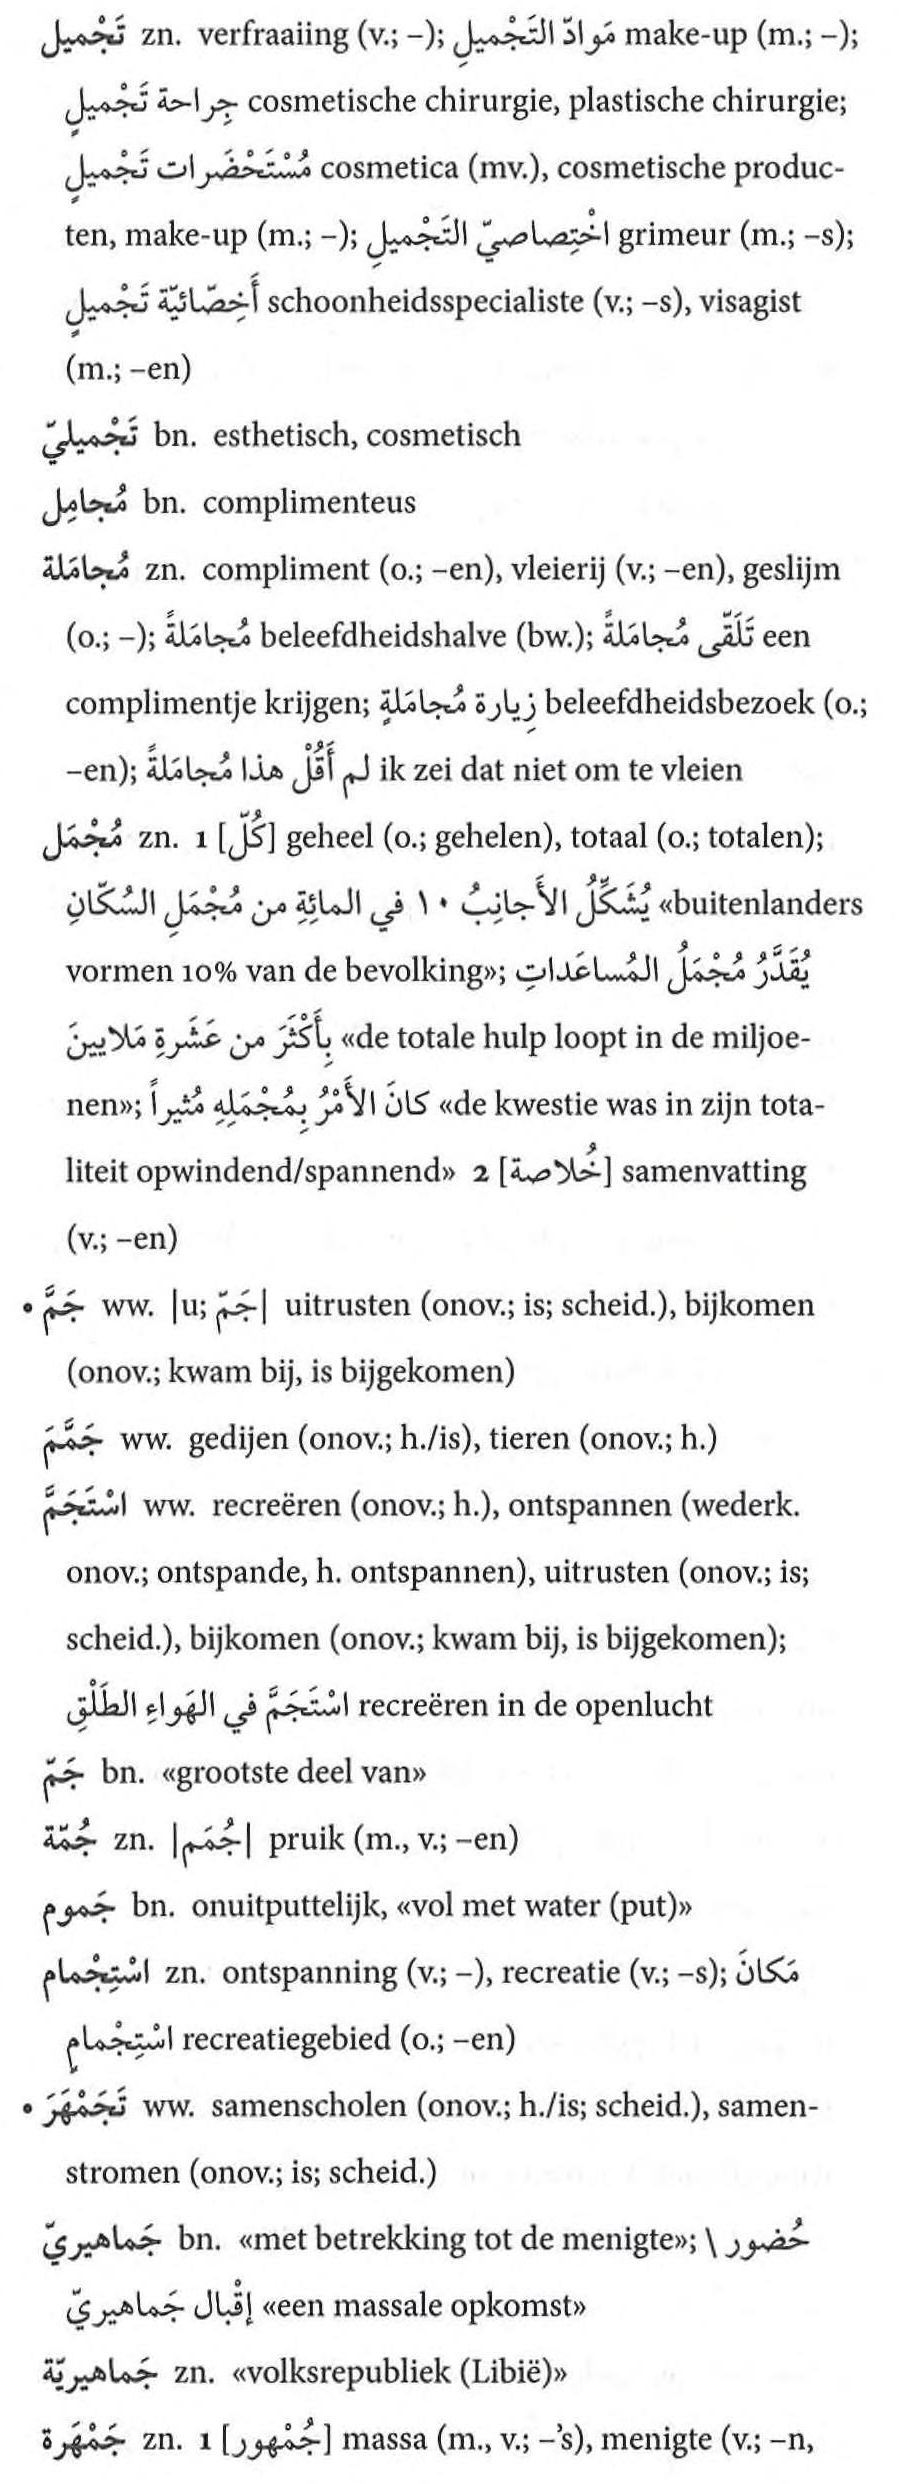 تَجْميل zn. verfraaiing (v.; –); مَوادّ التَجْميلِ make-up (m.; –);
جِراحة تَجْميلٍ cosmetische chirurgie, plastische chirurgie;
مُسْتَحْضَرات تَجْميلٍ cosmetica (mv.), cosmetische produc-
ten, make-up (m.; –); اخْتِصاصيّ التَجْميلِ grimeur (m.; –s);
أَخِصّائيّة تَجْميلٍ schoonheidsspecialiste (v.; –s), visagist
(m.; –en)
تَجْميليّ bn. esthetisch, cosmetisch
مُجامِل bn. complimenteus
مُجامَلة zn. compliment (o.; –en), vleierij (v.; –en), geslijm
(o.; –); مُجامَلةً beleefdheidshalve (bw.); تَلَقّى مُجامَلةً een
complimentje krijgen; زِيارة مُجامَلةٍ beleefdheidsbezoek (o.;
–en); لم أَقُلْ هذا مُجامَلةً ik zei dat niet om te vleien
مُجْمَل zn. 1 [كُلّ] geheel (o.; gehelen), totaal (o.; totalen);
يُشَكِّلُ الأَجانِبُ ١٠ في المائِةِ من مُجْمَلِ السُكّانِ «buitenlanders
vormen 10% van de bevolking»; يُقَدَّرُ مُجْمَلُ المُساعَداتِ
بِأَكْثَرَ من عَشَرةِ مَلايينَ «de totale hulp loopt in de miljoe-
nen»; كانَ الأَمْرُ بِمُجْمَلِهِ مُثيراً «de kwestie was in zijn tota-
liteit opwindend/spannend» 2 [خُلاصة] samenvatting
(v.; –en)
• جَمَّ ww. |u; جَمّ| uitrusten (onov.; is; scheid.), bijkomen
(onov.; kwam bij, is bijgekomen)
جَمَّمَ ww. gedijen (onov.; h./is), tieren (onov.; h.)
اسْتَجَمَّ ww. recreëren (onov.; h.), ontspannen (wederk.
onov.; ontspande, h. ontspannen), uitrusten (onov.; is;
scheid.), bijkomen (onov.; kwam bij, is bijgekomen);
اسْتَجَمَّ في الهَواءِ الطَلْقِ recreëren in de openlucht
جَمّ bn. «grootste deel van»
جُمّة zn. |جُمَم| pruik (m., v.; –en)
جَموم bn. onuitputtelijk, «vol met water (put)»
اسْتِجْمام zn. ontspanning (v.; –), recreatie (v.; –s); مَكانَ
اسْتِجْمامٍ recreatiegebied (o.; –en)
• تَجَمْهَرَ ww. samenscholen (onov.; h./is; scheid.), samen-
stromen (onov.; is; scheid.)
جَماهيريّ bn. «met betrekking tot de menigte»; حُضور \
إقْبال جَماهيريّ «een massale opkomst»
جَماهيريّة zn. «volksrepubliek (Libië)»
جَمْهَرة zn. 1 [جُمْهور] massa (m., v.; –'s), menigte (v.; –n,